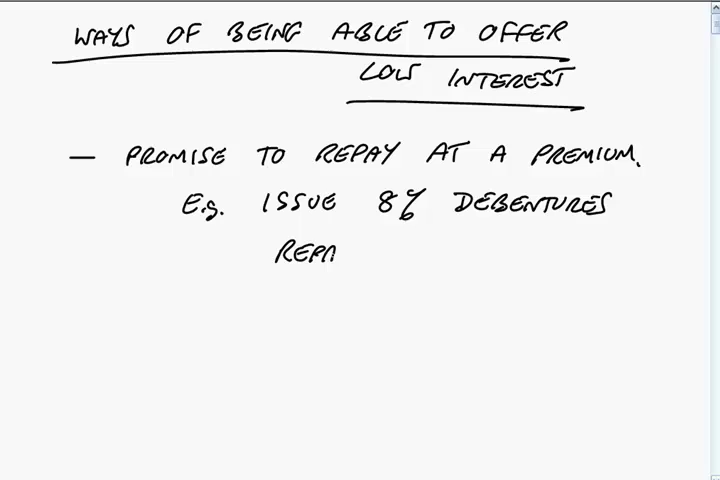 WAYS OF BEING ABLE TO OFFER
LOW INTEREST
— PROMISE TO REPAY AT A PREMIUM.
E.g. ISSUE 8% DEBENTURES
REPA